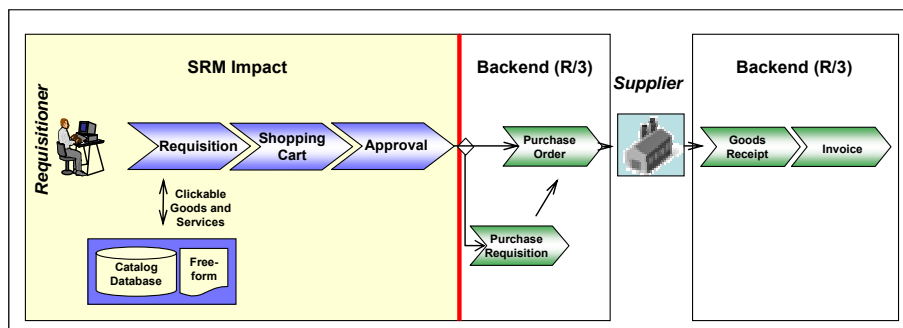 SRM Impact
Requisitioner
Requisition
Shopping
Cart
Approval
Clickable
Goods and
Services
Catalog
Database
Free-
form
Backend (R/3)
Purchase
Order
Purchase
Requisition
Supplier
Backend (R/3)
Goods
Receipt
Invoice